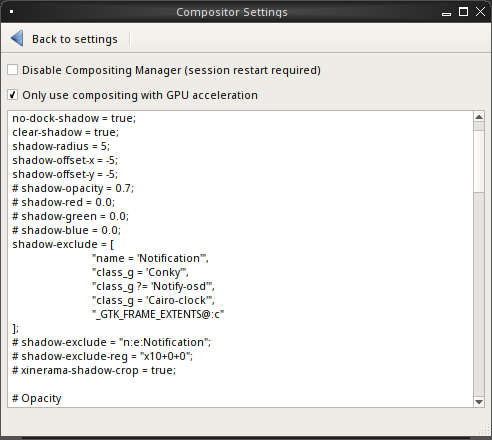 Compositor Settings
Back to settings
Disable Compositing Manager (session restart required)
Only use compositing with GPU acceleration
no-dock-shadow = true;
clear-shadow = true;
shadow-radius = 5;
shadow-offset-x = -5;
shadow-offset-y = -5;
# shadow-opacity = 0.7;
# shadow-red = 0.0;
# shadow-green = 0.0;
# shadow-blue = 0.0;
shadow-exclude = [
"name = 'Notification'",
"class_g = 'Conky'",
"class_g ?= 'Notify-osd'",
"class_g = 'Cairo-clock'",
"_GTK_FRAME_EXTENTS@:c"
];
# shadow-exclude = "n:e:Notification";
# shadow-exclude-reg = "x10+0+0";
# xinerama-shadow-crop = true;
# Opacity